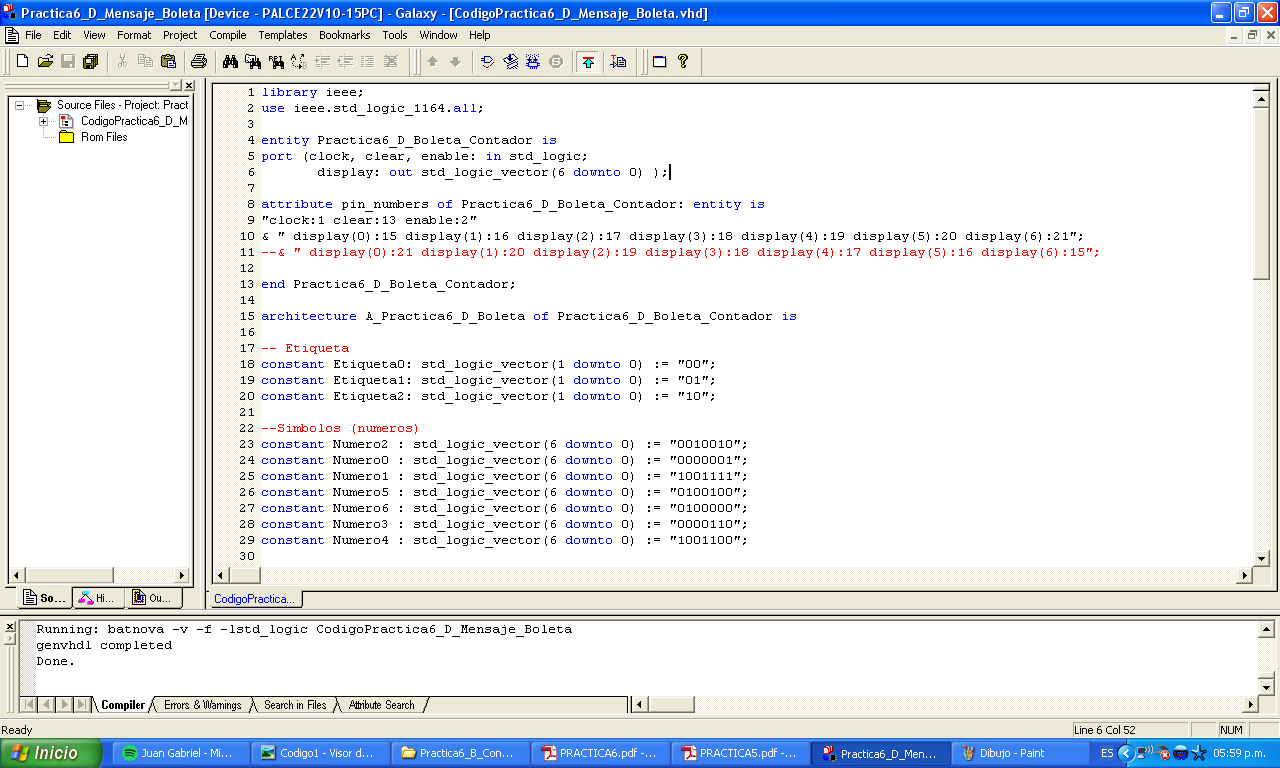 Practica6_D_Mensaje_Boleta [Device - PALCE22V10-15PC] - Galaxy - [CodigoPractica6_D_Mensaje_Boleta.vhd]
File Edit View Format Project Compile Templates Bookmarks Tools Window Help
Source Files - Project: Pract
CodigoPractica6_D_M
Rom Files
So... Hi... Ou...
1 library ieee;
2 use ieee.std_logic_1164.all;
3
4 entity Practica6_D_Boleta_Contador is
5 port (clock, clear, enable: in std_logic;
6 display: out std_logic_vector(6 downto 0) );
7
8 attribute pin_numbers of Practica6_D_Boleta_Contador: entity is
9 "clock:1 clear:13 enable:2"
10 & " display(0):15 display(1):16 display(2):17 display(3):18 display(4):19 display(5):20 display(6):21";
11 --& " display(0):21 display(1):20 display(2):19 display(3):18 display(4):17 display(5):16 display(6):15";
12
13 end Practica6_D_Boleta_Contador;
14
15 architecture A_Practica6_D_Boleta of Practica6_D_Boleta_Contador is
16
17 -- Etiqueta
18 constant Etiqueta0: std_logic_vector(1 downto 0) := "00";
19 constant Etiqueta1: std_logic_vector(1 downto 0) := "01";
20 constant Etiqueta2: std_logic_vector(1 downto 0) := "10";
21
22 --Simbolos (numeros)
23 constant Numero2 : std_logic_vector(6 downto 0) := "0010010";
24 constant Numero0 : std_logic_vector(6 downto 0) := "0000001";
25 constant Numero1 : std_logic_vector(6 downto 0) := "1001111";
26 constant Numero5 : std_logic_vector(6 downto 0) := "0100100";
27 constant Numero6 : std_logic_vector(6 downto 0) := "0100000";
28 constant Numero3 : std_logic_vector(6 downto 0) := "0000110";
29 constant Numero4 : std_logic_vector(6 downto 0) := "1001100";
30
CodigoPractica...
Running: batnova -v -f -lstd_logic CodigoPractica6_D_Mensaje_Boleta
genvhdl completed
Done.
Compiler Errors & Warnings Search in Files Attribute Search
Ready Line 6 Col 52 NUM
Inicio Juan Gabriel - Mi... Codigo1 - Visor d... Practica6_B_Con... PRACTICA6.pdf -... PRACTICA5.pdf -... Practica6_D_Men... Dibujo - Paint ES 05:59 p.m.